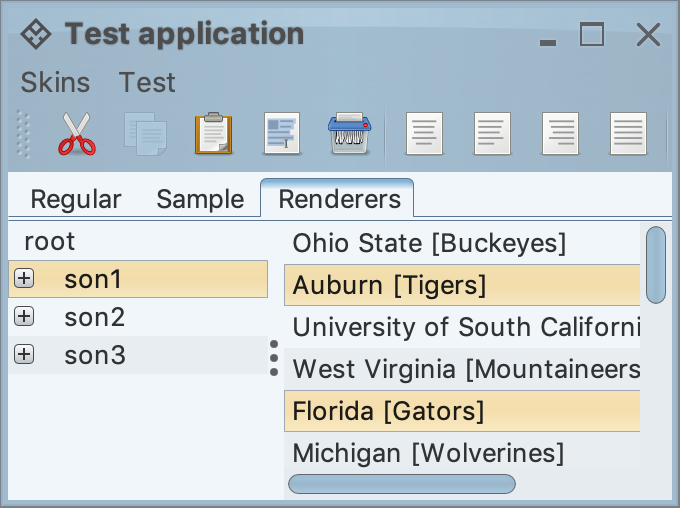 Test application
Skins Test
Regular Sample Renderers
root
son1
son2
son3
Ohio State [Buckeyes]
Auburn [Tigers]
University of South Californi
West Virginia [Mountaineers
Florida [Gators]
Michigan [Wolverines]